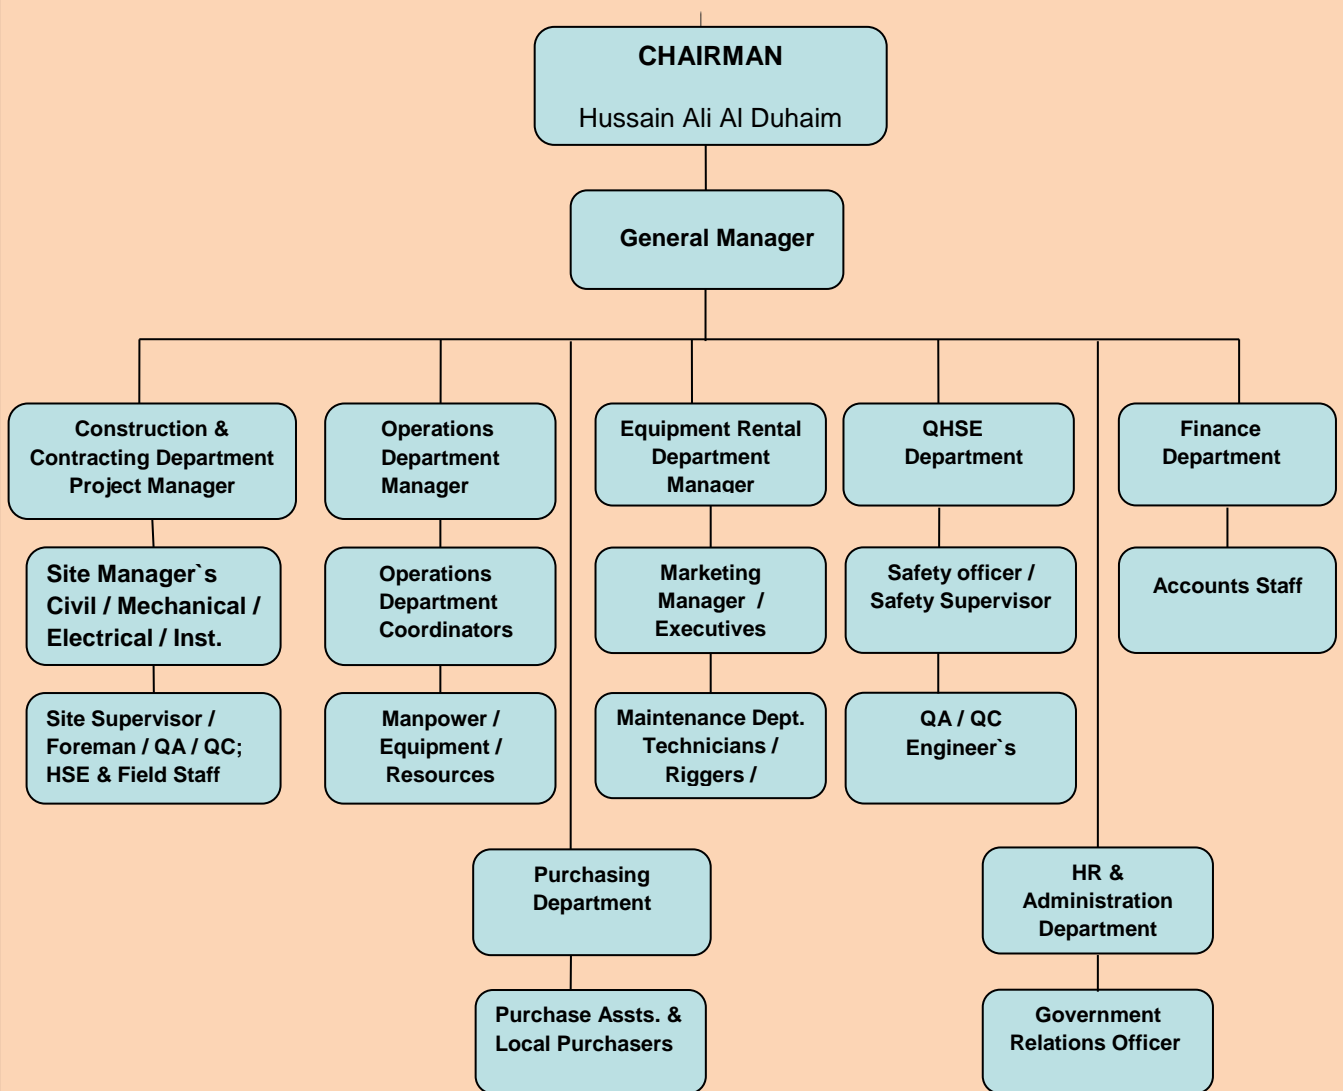 CHAIRMAN
Hussain Ali Al Duhaim
General Manager
Construction &
Contracting Department
Project Manager
Operations
Department
Manager
Equipment Rental
Department
Manager
QHSE
Department
Finance
Department
Site Manager`s
Civil / Mechanical /
Electrical / Inst.
Operations
Department
Coordinators
Marketing
Manager /
Executives
Safety officer /
Safety Supervisor
Accounts Staff
Site Supervisor /
Foreman / QA / QC;
HSE & Field Staff
Manpower /
Equipment /
Resources
Maintenance Dept.
Technicians /
Riggers /
QA / QC
Engineer`s
Purchasing
Department
HR &
Administration
Department
Purchase Assts. &
Local Purchasers
Government
Relations Officer